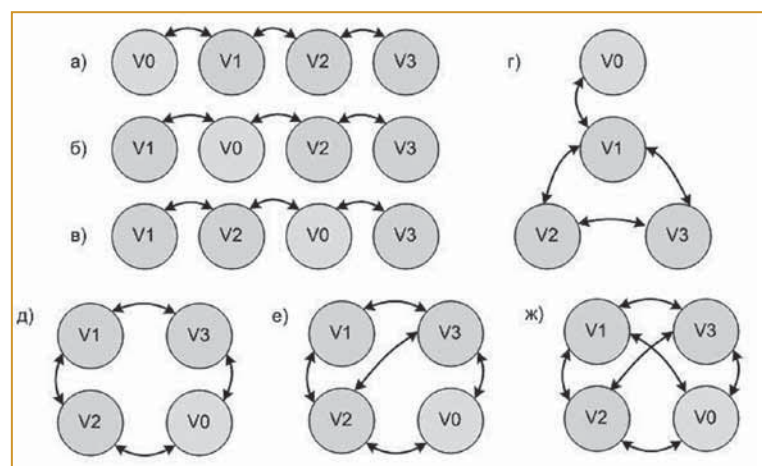 а) V0 V1 V2 V3
б) V1 V0 V2 V3
в) V1 V2 V0 V3
г) V0
V1
V2 V3
д) V1 V3
V2 V0
е) V1 V3
V2 V0
ж) V1 V3
V2 V0